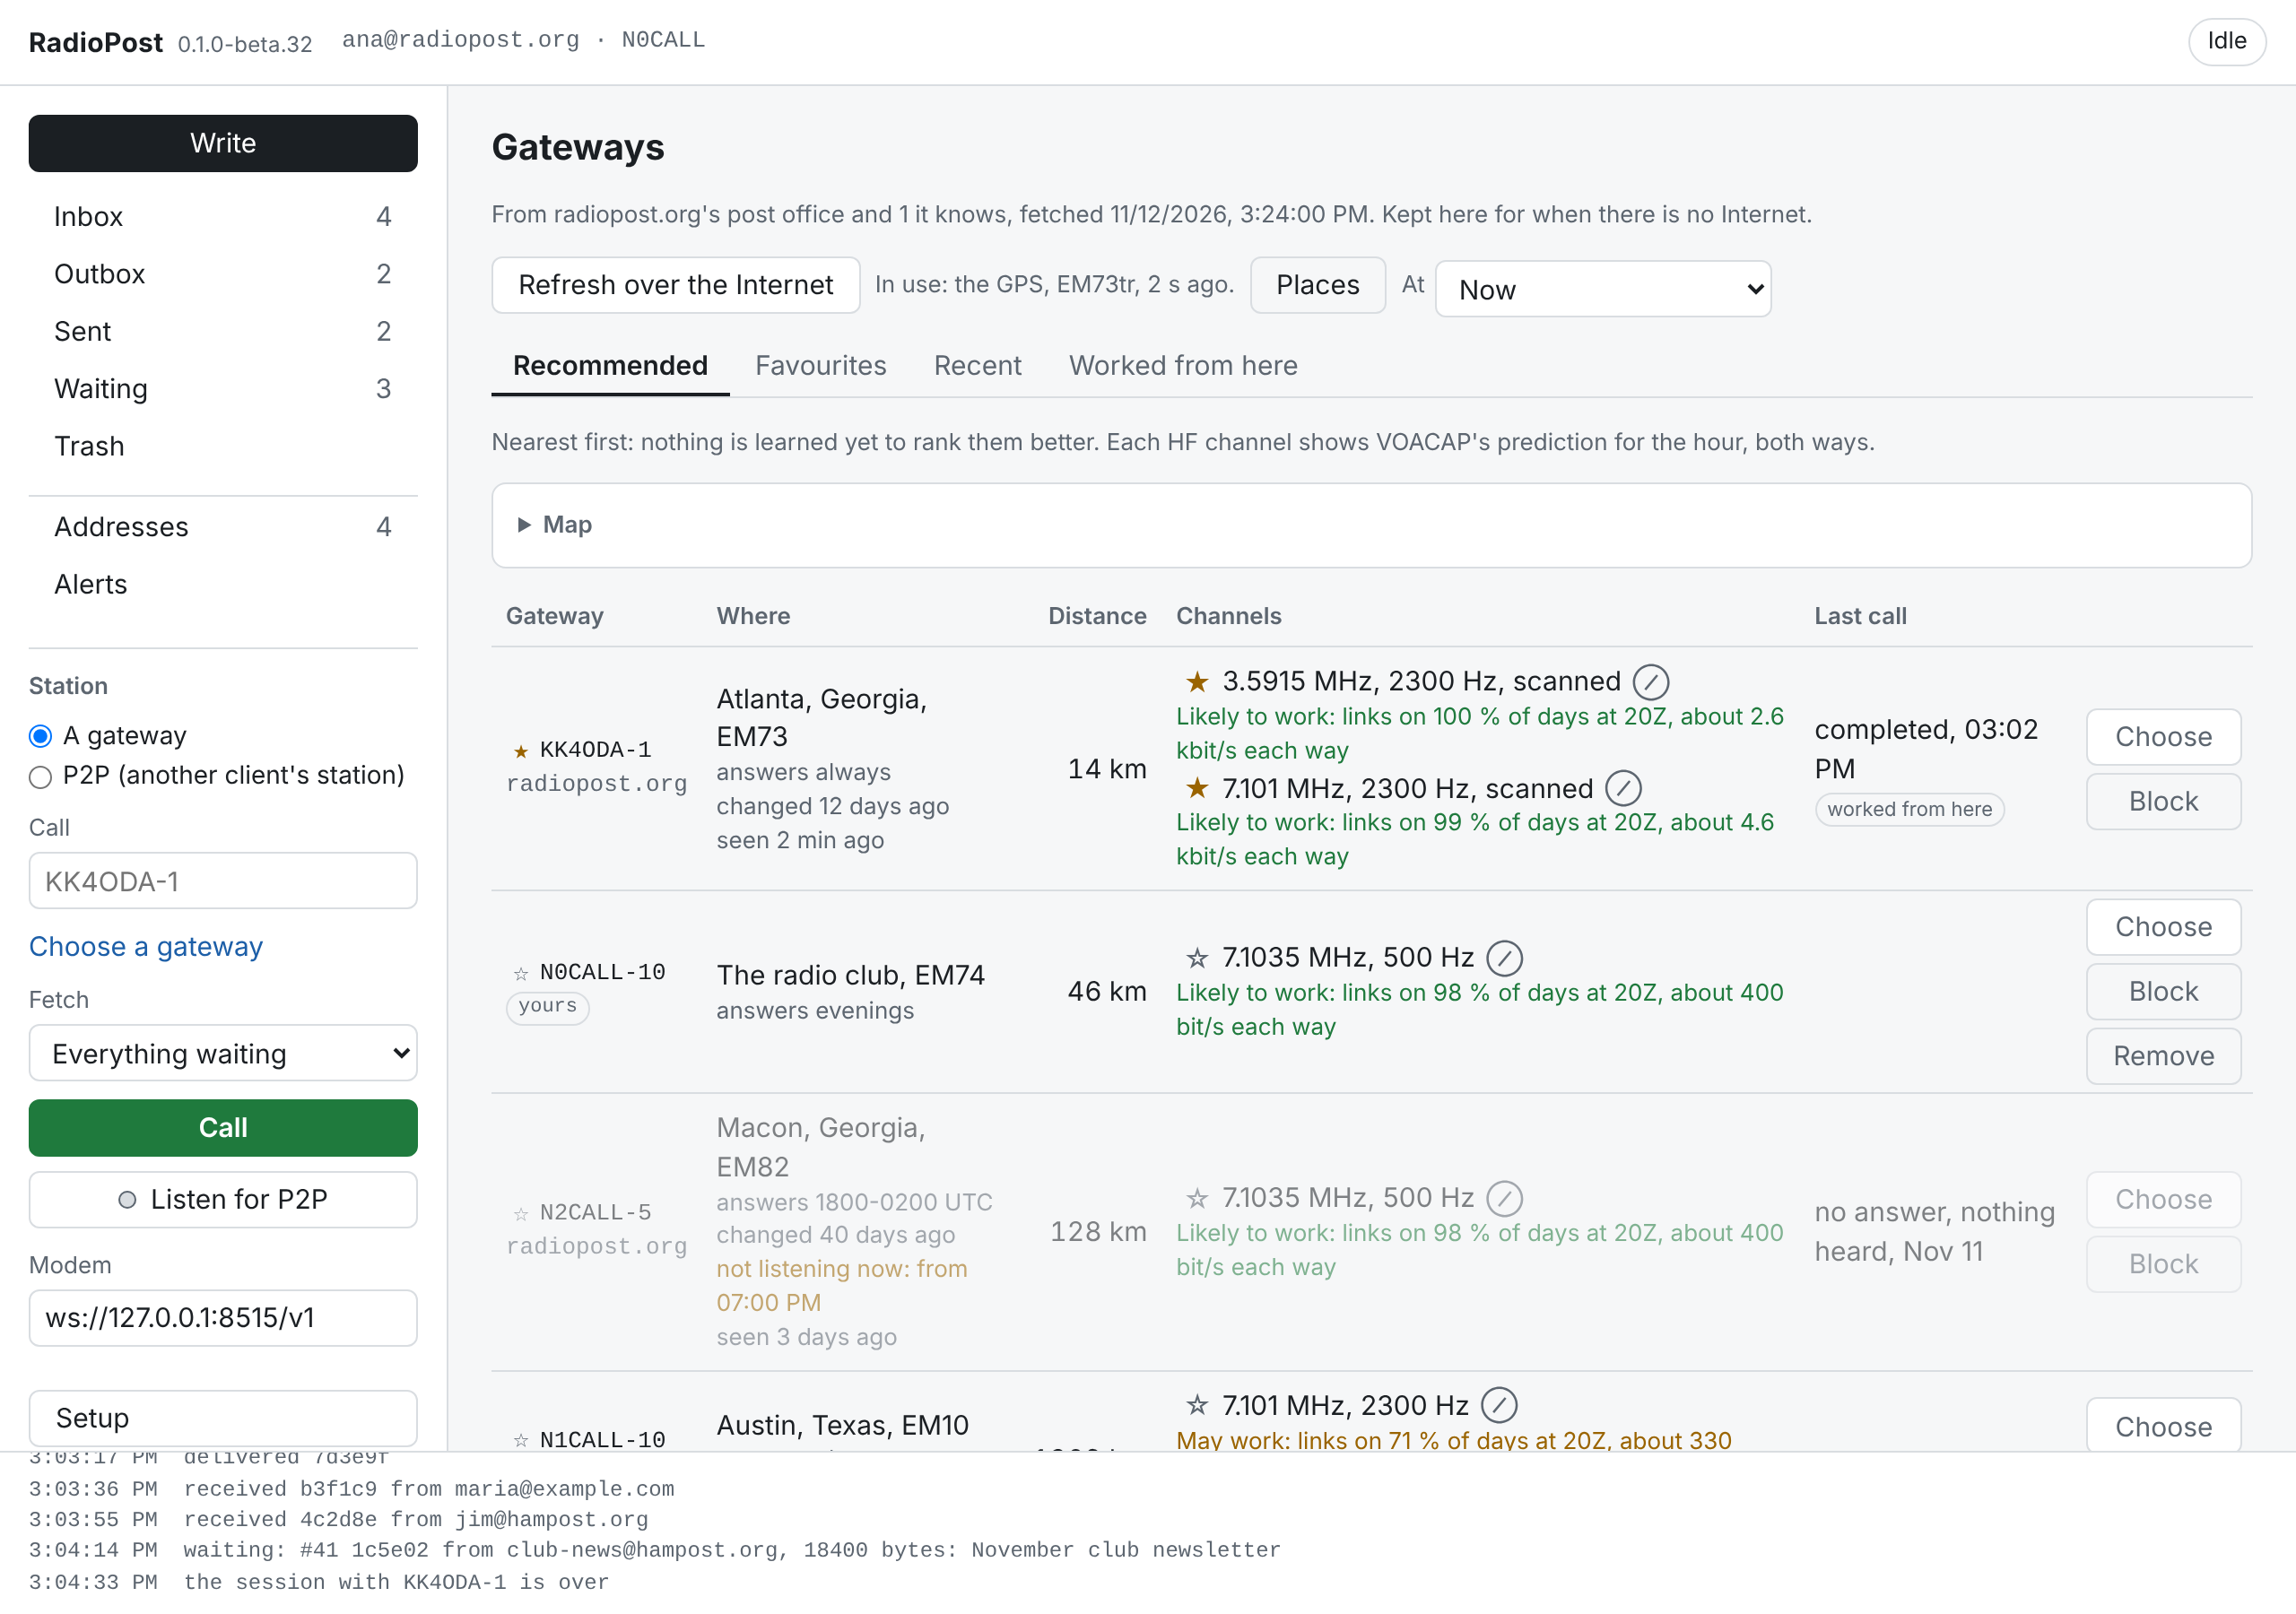 RadioPost 0.1.0-beta.32 ana@radiopost.org · N0CALL
Idle
Write
Inbox 4
Outbox 2
Sent 2
Waiting 3
Trash
Addresses 4
Alerts
Station
A gateway
P2P (another client's station)
Call
KK4ODA-1
Choose a gateway
Fetch
Everything waiting
Call
Listen for P2P
Modem
ws://127.0.0.1:8515/v1
Setup
Gateways
From radiopost.org's post office and 1 it knows, fetched 11/12/2026, 3:24:00 PM. Kept here for when there is no Internet.
Refresh over the Internet In use: the GPS, EM73tr, 2 s ago. Places At Now
Recommended Favourites Recent Worked from here
Nearest first: nothing is learned yet to rank them better. Each HF channel shows VOACAP's prediction for the hour, both ways.
▶ Map
Gateway Where Distance Channels Last call
★ KK4ODA-1
radiopost.org
Atlanta, Georgia,
EM73
answers always
changed 12 days ago
seen 2 min ago
14 km
★ 3.5915 MHz, 2300 Hz, scanned
Likely to work: links on 100 % of days at 20Z, about 2.6
kbit/s each way
★ 7.101 MHz, 2300 Hz, scanned
Likely to work: links on 99 % of days at 20Z, about 4.6
kbit/s each way
completed, 03:02
PM
worked from here
Choose
Block
☆ N0CALL-10
yours
The radio club, EM74
answers evenings
46 km
☆ 7.1035 MHz, 500 Hz
Likely to work: links on 98 % of days at 20Z, about 400
bit/s each way
Choose
Block
Remove
☆ N2CALL-5
radiopost.org
Macon, Georgia,
EM82
answers 1800-0200 UTC
changed 40 days ago
not listening now: from
07:00 PM
seen 3 days ago
128 km
☆ 7.1035 MHz, 500 Hz
Likely to work: links on 98 % of days at 20Z, about 400
bit/s each way
no answer, nothing
heard, Nov 11
Choose
Block
☆ N1CALL-10
Austin, Texas, EM10
☆ 7.101 MHz, 2300 Hz
May work: links on 71 % of days at 20Z, about 330
Choose
3:03:17 PM delivered 7d3e9f
3:03:36 PM received b3f1c9 from maria@example.com
3:03:55 PM received 4c2d8e from jim@hampost.org
3:04:14 PM waiting: #41 1c5e02 from club-news@hampost.org, 18400 bytes: November club newsletter
3:04:33 PM the session with KK4ODA-1 is over